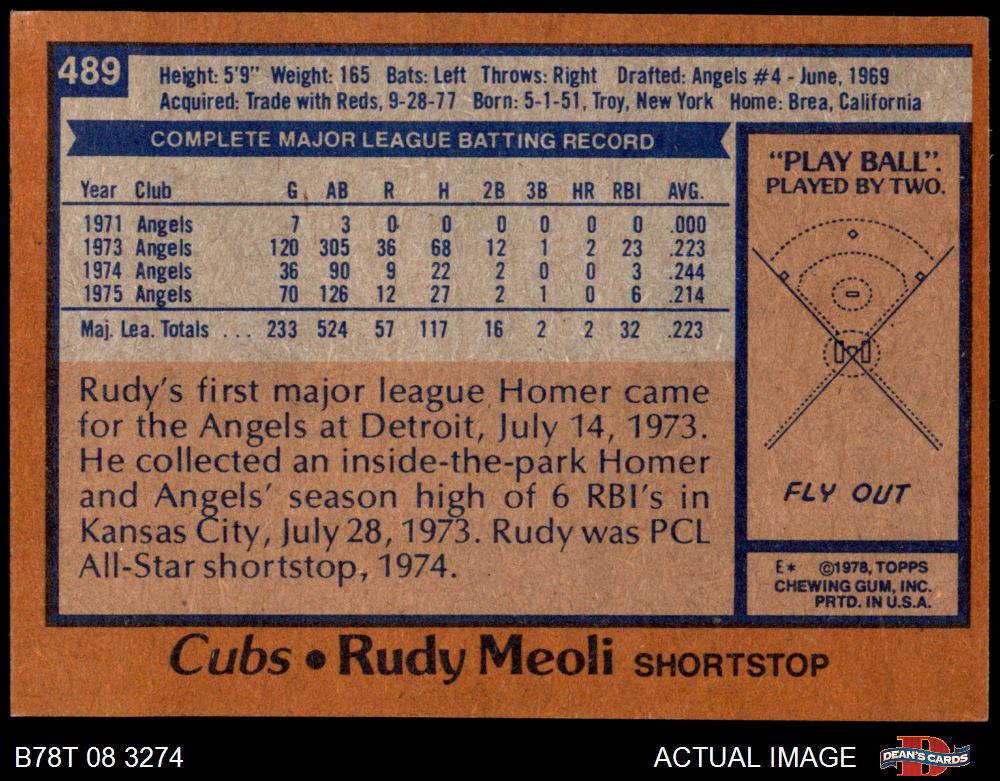 489
Height: 5'9" Weight: 165 Bats: Left Throws: Right Drafted: Angels #4 - June, 1969
Acquired: Trade with Reds, 9-28-77 Born: 5-1-51, Troy, New York Home: Brea, California
COMPLETE MAJOR LEAGUE BATTING RECORD
Year Club G AB R H 2B 3B HR RBI AVG.
1971 Angels 7 3 0 0 0 0 0 0 .000
1973 Angels 120 305 36 68 12 1 2 23 .223
1974 Angels 36 90 9 22 2 0 0 3 .244
1975 Angels 70 126 12 27 2 1 0 6 .214
Maj. Lea. Totals . . . 233 524 57 117 16 2 2 32 .223
Rudy's first major league Homer came
for the Angels at Detroit, July 14, 1973.
He collected an inside-the-park Homer
and Angels' season high of 6 RBI's in
Kansas City, July 28, 1973. Rudy was PCL
All-Star shortstop, 1974.
"PLAY BALL".
PLAYED BY TWO.
FLY OUT
E* ©1978, TOPPS
CHEWING GUM, INC.
PRTD. IN U.S.A.
Cubs • Rudy Meoli SHORTSTOP
B78T 08 3274
ACTUAL IMAGE
DEAN'S CARDS